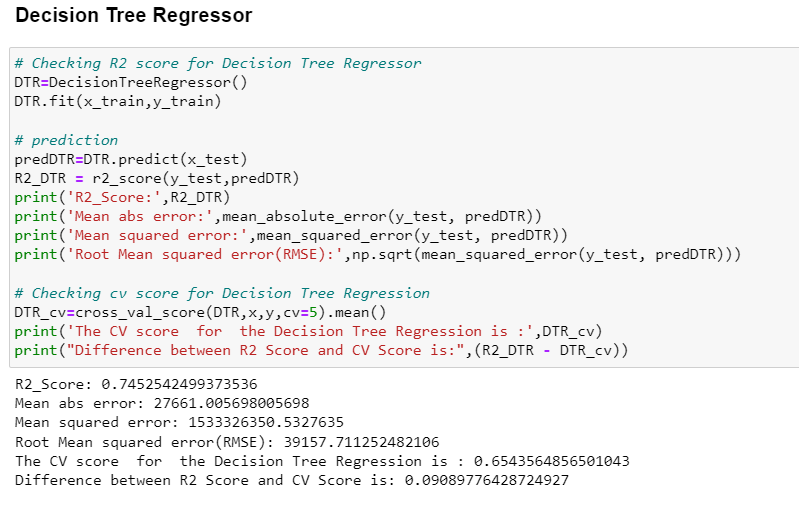 Decision Tree Regressor
# Checking R2 score for Decision Tree Regressor
DTR=DecisionTreeRegressor()
DTR.fit(x_train,y_train)
# prediction
predDTR=DTR.predict(x_test)
R2_DTR = r2_score(y_test,predDTR)
print('R2_Score:',R2_DTR)
print('Mean abs error:',mean_absolute_error(y_test, predDTR))
print('Mean squared error:',mean_squared_error(y_test, predDTR))
print('Root Mean squared error(RMSE):',np.sqrt(mean_squared_error(y_test, predDTR)))
# Checking cv score for Decision Tree Regression
DTR_cv=cross_val_score(DTR,x,y,cv=5).mean()
print('The CV score  for  the Decision Tree Regression is :',DTR_cv)
print("Difference between R2 Score and CV Score is:",(R2_DTR - DTR_cv))
R2_Score: 0.7452542499373536
Mean abs error: 27661.005698005698
Mean squared error: 1533326350.5327635
Root Mean squared error(RMSE): 39157.711252482106
The CV score  for  the Decision Tree Regression is : 0.6543564856501043
Difference between R2 Score and CV Score is: 0.09089776428724927